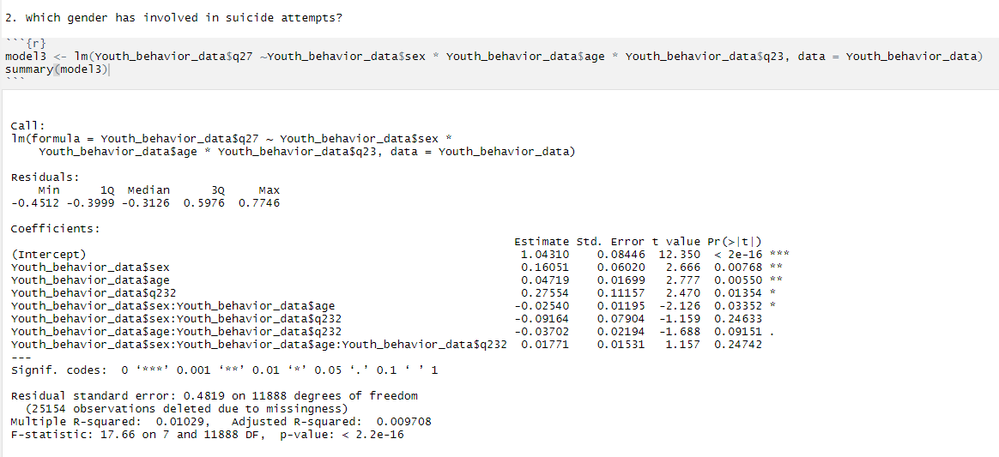 2. Which gender has involved in suicide attempts?
```{r}
model3 <- lm(Youth_behavior_data$q27 ~Youth_behavior_data$sex * Youth_behavior_data$age * Youth_behavior_data$q23, data = Youth_behavior_data)
summary(model3)
```
Call:
lm(formula = Youth_behavior_data$q27 ~ Youth_behavior_data$sex *
    Youth_behavior_data$age * Youth_behavior_data$q23, data = Youth_behavior_data)
Residuals:
    Min      1Q  Median      3Q     Max
-0.4512 -0.3999 -0.3126  0.5976  0.7746
Coefficients:
Estimate Std. Error t value Pr(>|t|)
(Intercept) 1.04310 0.08446 12.350 < 2e-16 ***
Youth_behavior_data$sex 0.16051 0.06020 2.666 0.00768 **
Youth_behavior_data$age 0.04719 0.01699 2.777 0.00550 **
Youth_behavior_data$q232 0.27554 0.11157 2.470 0.01354 *
Youth_behavior_data$sex:Youth_behavior_data$age -0.02540 0.01195 -2.126 0.03352 *
Youth_behavior_data$sex:Youth_behavior_data$q232 -0.09164 0.07904 -1.159 0.24633
Youth_behavior_data$age:Youth_behavior_data$q232 -0.03702 0.02194 -1.688 0.09151 .
Youth_behavior_data$sex:Youth_behavior_data$age:Youth_behavior_data$q232 0.01771 0.01531 1.157 0.24742
---
Signif. codes:  0 ‘***’ 0.001 ‘**’ 0.01 ‘*’ 0.05 ‘.’ 0.1 ‘ ’ 1
Residual standard error: 0.4819 on 11888 degrees of freedom
  (25154 observations deleted due to missingness)
Multiple R-squared:  0.01029,   Adjusted R-squared:  0.009708
F-statistic: 17.66 on 7 and 11888 DF,  p-value: < 2.2e-16